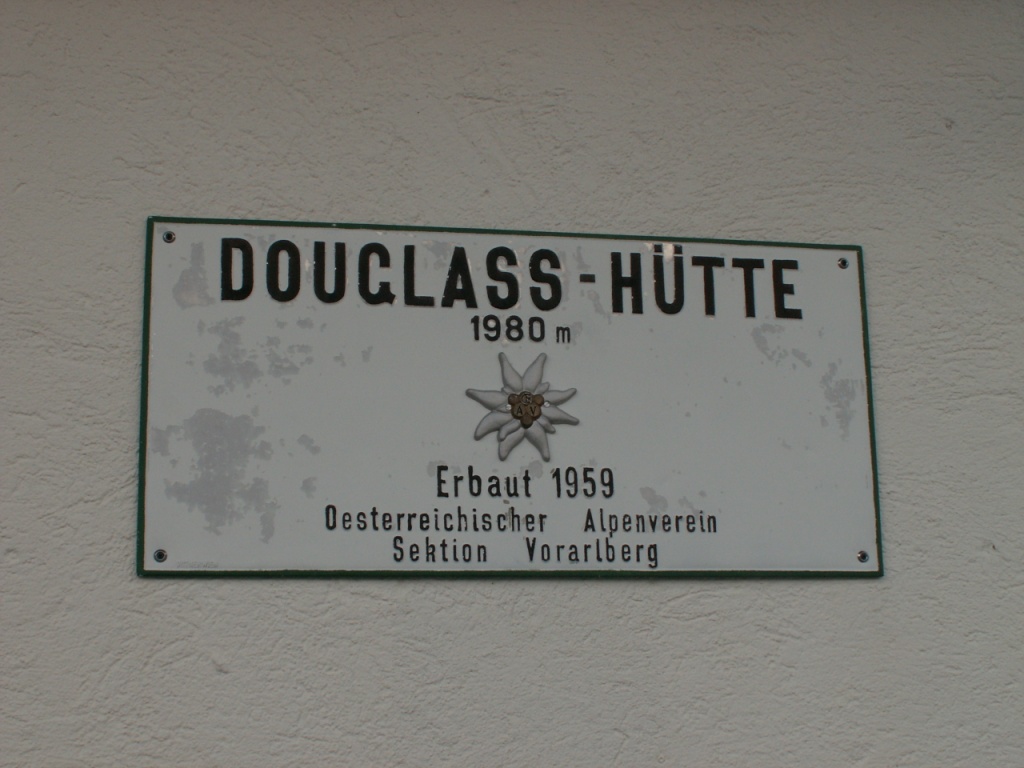 DOUGLASS-HÜTTE
1980 m
Erbaut 1959
Oesterreichischer Alpenverein
Sektion Vorarlberg